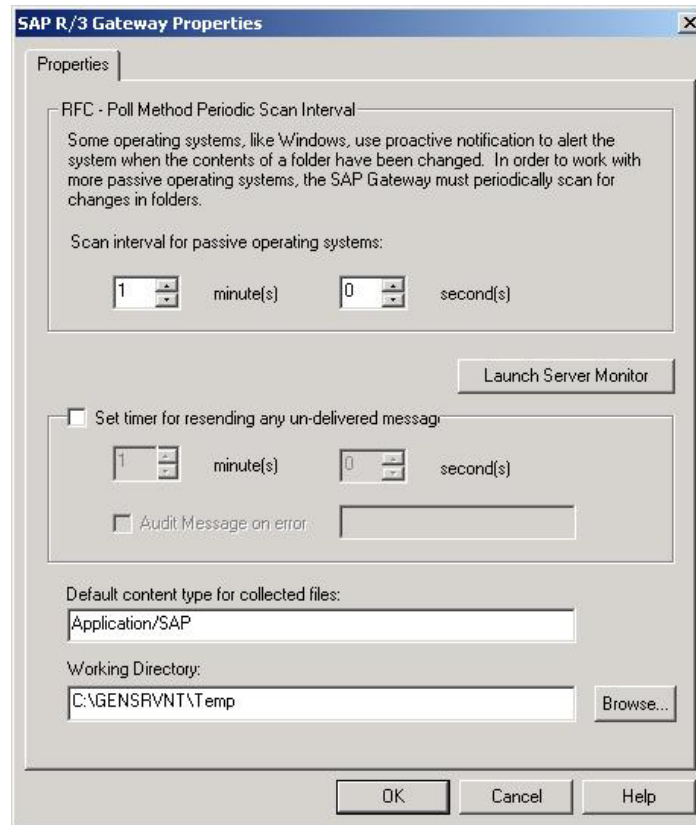 SAP R/3 Gateway Properties
Properties
RFC - Poll Method Periodic Scan Interval
Some operating systems, like Windows, use proactive notification to alert the
system when the contents of a folder have been changed. In order to work with
more passive operating systems, the SAP Gateway must periodically scan for
changes in folders.
Scan interval for passive operating systems:
1 minute(s) 0 second(s)
Launch Server Monitor
Set timer for resending any un-delivered messag
1 minute(s) 0 second(s)
Audit Message on error
Default content type for collected files:
Application/SAP
Working Directory:
C:\GENSRVNT\Temp
Browse...
OK Cancel Help